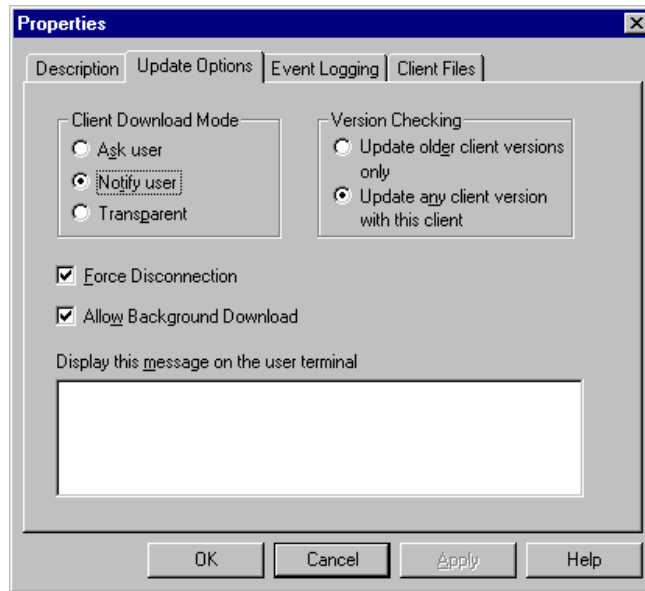 Properties
Description
Update Options
Event Logging
Client Files
Client Download Mode
Ask user
Notify user
Transparent
Version Checking
Update older client versions
only
Update any client version
with this client
Force Disconnection
Allow Background Download
Display this message on the user terminal
OK
Cancel
Apply
Help